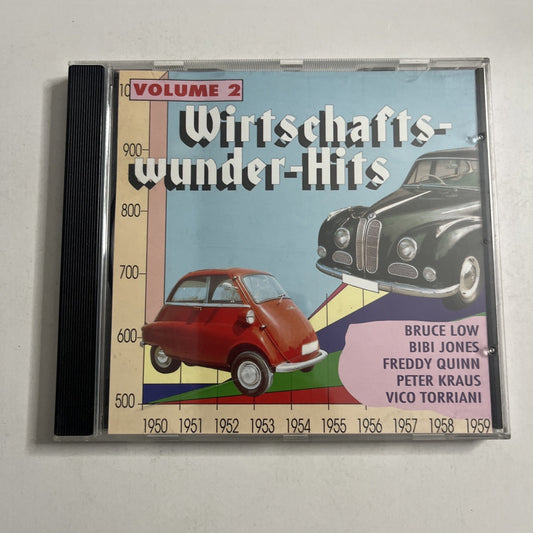 VOLUME 2
Wirtschafts-
wunder-Hits
900
800
700
600
500
BRUCE LOW
BIBI JONES
FREDDY QUINN
PETER KRAUS
VICO TORRIANI
1950 1951 1952 1953 1954 1955 1956 1957 1958 1959